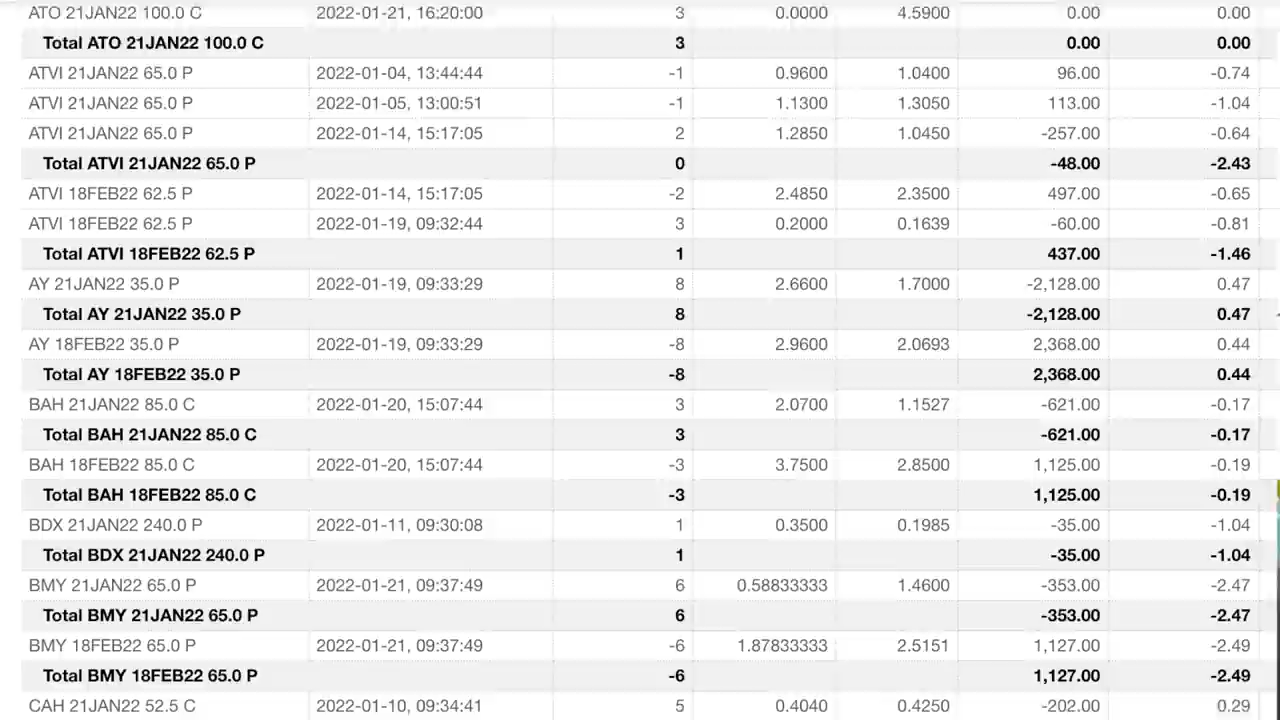 ATO 21JAN22 100.0 C 2022-01-21, 16:20:00 3 0.0000 4.5900 0.00 0.00
Total ATO 21JAN22 100.0 C 3 0.00 0.00
ATVI 21JAN22 65.0 P 2022-01-04, 13:44:44 -1 0.9600 1.0400 96.00 -0.74
ATVI 21JAN22 65.0 P 2022-01-05, 13:00:51 -1 1.1300 1.3050 113.00 -1.04
ATVI 21JAN22 65.0 P 2022-01-14, 15:17:05 2 1.2850 1.0450 -257.00 -0.64
Total ATVI 21JAN22 65.0 P 0 -48.00 -2.43
ATVI 18FEB22 62.5 P 2022-01-14, 15:17:05 -2 2.4850 2.3500 497.00 -0.65
ATVI 18FEB22 62.5 P 2022-01-19, 09:32:44 3 0.2000 0.1639 -60.00 -0.81
Total ATVI 18FEB22 62.5 P 1 437.00 -1.46
AY 21JAN22 35.0 P 2022-01-19, 09:33:29 8 2.6600 1.7000 -2,128.00 0.47
Total AY 21JAN22 35.0 P 8 -2,128.00 0.47
AY 18FEB22 35.0 P 2022-01-19, 09:33:29 -8 2.9600 2.0693 2,368.00 0.44
Total AY 18FEB22 35.0 P -8 2,368.00 0.44
BAH 21JAN22 85.0 C 2022-01-20, 15:07:44 3 2.0700 1.1527 -621.00 -0.17
Total BAH 21JAN22 85.0 C 3 -621.00 -0.17
BAH 18FEB22 85.0 C 2022-01-20, 15:07:44 -3 3.7500 2.8500 1,125.00 -0.19
Total BAH 18FEB22 85.0 C -3 1,125.00 -0.19
BDX 21JAN22 240.0 P 2022-01-11, 09:30:08 1 0.3500 0.1985 -35.00 -1.04
Total BDX 21JAN22 240.0 P 1 -35.00 -1.04
BMY 21JAN22 65.0 P 2022-01-21, 09:37:49 6 0.58833333 1.4600 -353.00 -2.47
Total BMY 21JAN22 65.0 P 6 -353.00 -2.47
BMY 18FEB22 65.0 P 2022-01-21, 09:37:49 -6 1.87833333 2.5151 1,127.00 -2.49
Total BMY 18FEB22 65.0 P -6 1,127.00 -2.49
CAH 21JAN22 52.5 C 2022-01-10, 09:34:41 5 0.4040 0.4250 -202.00 0.29